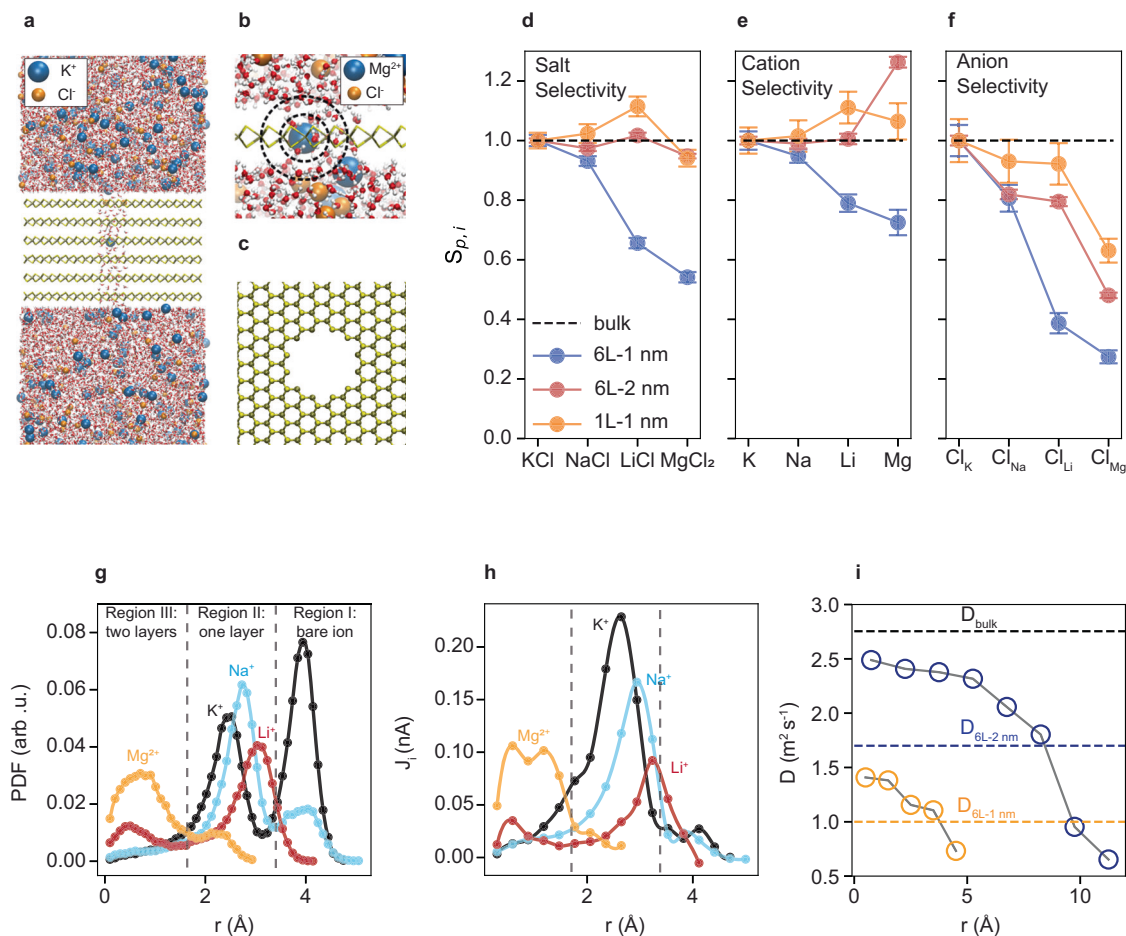 a
K⁺
Cl⁻
b
Mg²⁺
Cl⁻
c
d
Salt
Selectivity
S_{p,i}
1.2
1.0
0.8
0.6
0.4
0.2
0.0
bulk
6L-1 nm
6L-2 nm
1L-1 nm
KCl NaCl LiCl MgCl₂
e
Cation
Selectivity
K Na Li Mg
f
Anion
Selectivity
Cl_K Cl_Na Cl_Li Cl_Mg
g
Region III: Region II: Region I:
two layers one layer bare ion
PDF (arb .u.)
0.08
0.06
0.04
0.02
0.00
Mg²⁺
K⁺
Na⁺
Li⁺
0 2 4
r (Å)
h
J_i (nA)
0.20
0.15
0.10
0.05
0.00
Mg²⁺
K⁺
Na⁺
Li⁺
2 4
r (Å)
i
D (m² s⁻¹)
3.0
2.5
2.0
1.5
1.0
0.5
D_bulk
D_{6L-2 nm}
D_{6L-1 nm}
0 5 10
r (Å)